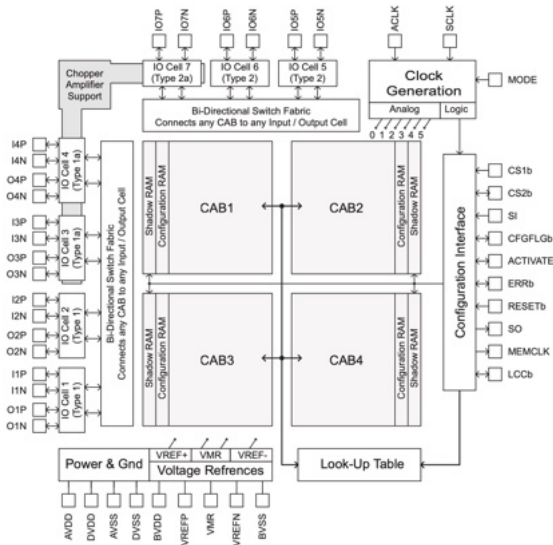 IO7P
IO7N
IO6P
IO6N
IO5P
IO5N
ACLK
SCLK
Chopper
Amplifier
Support
IO Cell 7
(Type 2a)
IO Cell 6
(Type 2)
IO Cell 5
(Type 2)
Clock
Generation
MODE
Analog
Logic
0 1 2 3 4 5
Bi-Directional Switch Fabric
Connects any CAB to any Input / Output Cell
I4P
I4N
O4P
O4N
IO Cell 4
(Type 1a)
I3P
I3N
O3P
O3N
IO Cell 3
(Type 1a)
I2P
I2N
O2P
O2N
IO Cell 2
(Type 1)
I1P
I1N
O1P
O1N
IO Cell 1
(Type 1)
Bi-Directional Switch Fabric
Connects any CAB to any Input / Output Cell
Shadow RAM
Configuration RAM
CAB1
CAB2
Configuration RAM
Shadow RAM
Shadow RAM
Configuration RAM
CAB3
CAB4
Configuration RAM
Shadow RAM
Configuration Interface
CS1b
CS2b
SI
CFGFLGb
ACTIVATE
ERRb
RESETb
SO
MEMCLK
LCCb
Power & Gnd
VREF+
VMR
VREF-
Voltage Refrences
Look-Up Table
AVDD
DVDD
AVSS
DVSS
BVDD
VREFP
VMR
VREFN
BVSS